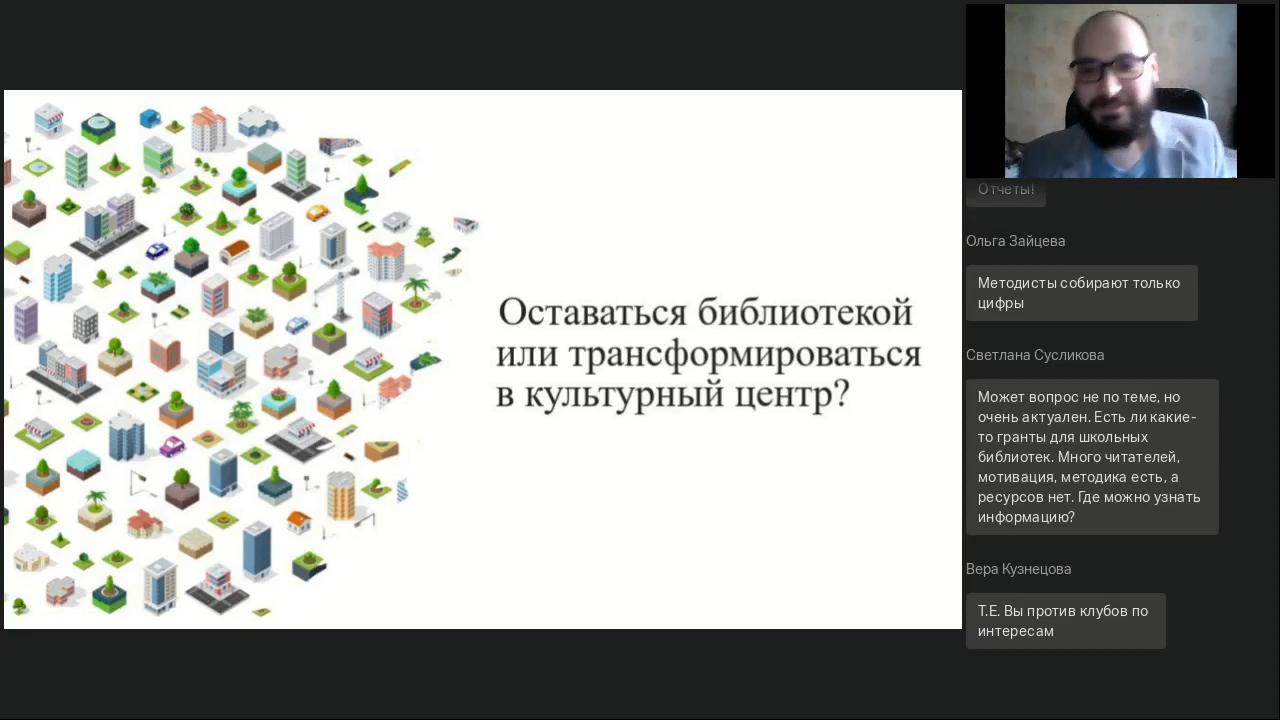 Оставаться библиотекой
или трансформироваться
в культурный центр?
Отчеты!
Ольга Зайцева
Методисты собирают только
цифры
Светлана Сусликова
Может вопрос не по теме, но
очень актуален. Есть ли какие-
то гранты для школьных
библиотек. Много читателей,
мотивация, методика есть, а
ресурсов нет. Где можно узнать
информацию?
Вера Кузнецова
Т.Е. Вы против клубов по
интересам